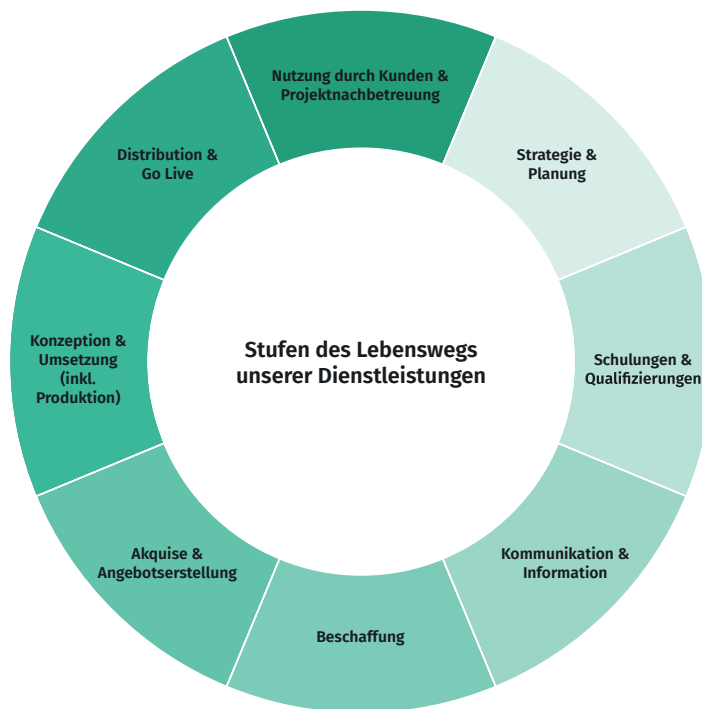 Nutzung durch Kunden &
Projektnachbetreuung
Strategie &
Planung
Schulungen &
Qualifizierungen
Kommunikation &
Information
Beschaffung
Akquise &
Angebotserstellung
Konzeption &
Umsetzung
(inkl.
Produktion)
Distribution &
Go Live
Stufen des Lebenswegs
unserer Dienstleistungen